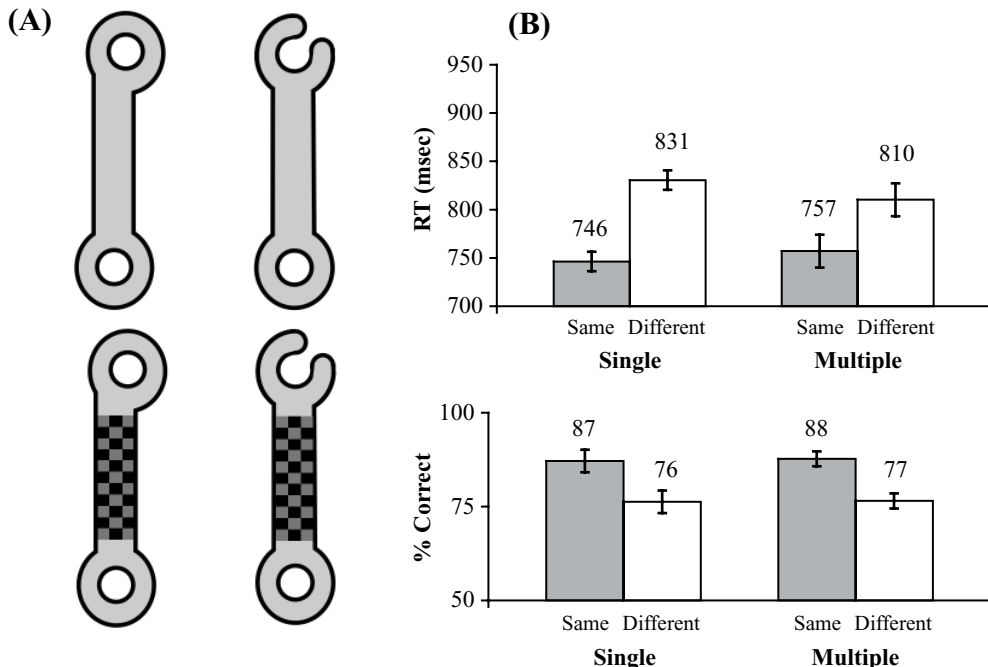 (A)
(B)
RT (msec)
950
900
850
800
750
700
746
831
757
810
Same Different Same Different
Single Multiple
% Correct
100
75
50
87
76
88
77
Same Different Same Different
Single Multiple